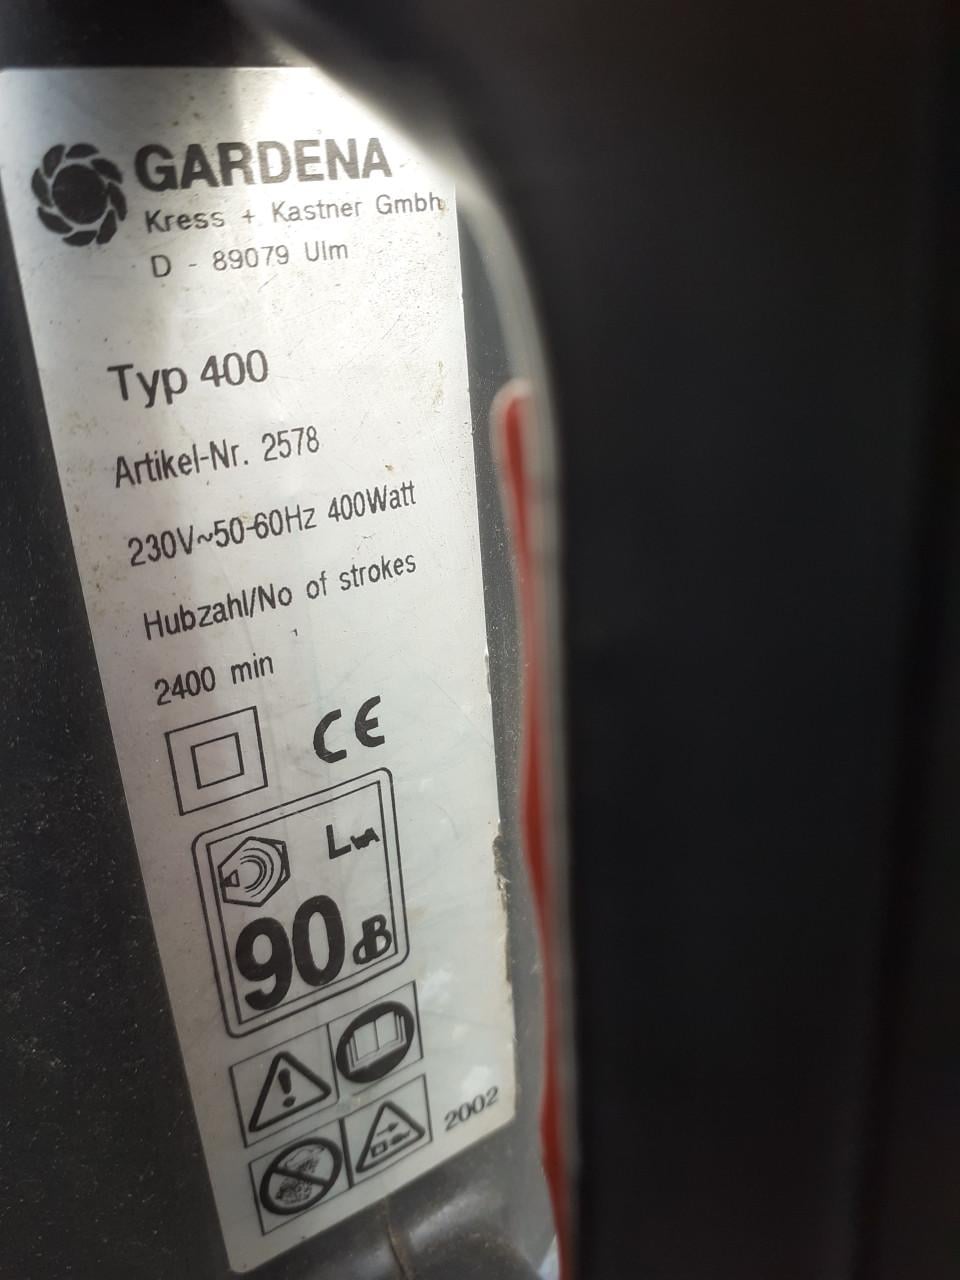 GARDENA
Kress + Kastner Gmbh
D - 89079 Ulm
Typ 400
Artikel-Nr. 2578
230V~50-60Hz 400Watt
Hubzahl/No of strokes
2400 min
CE
LWA
90 dB
2002